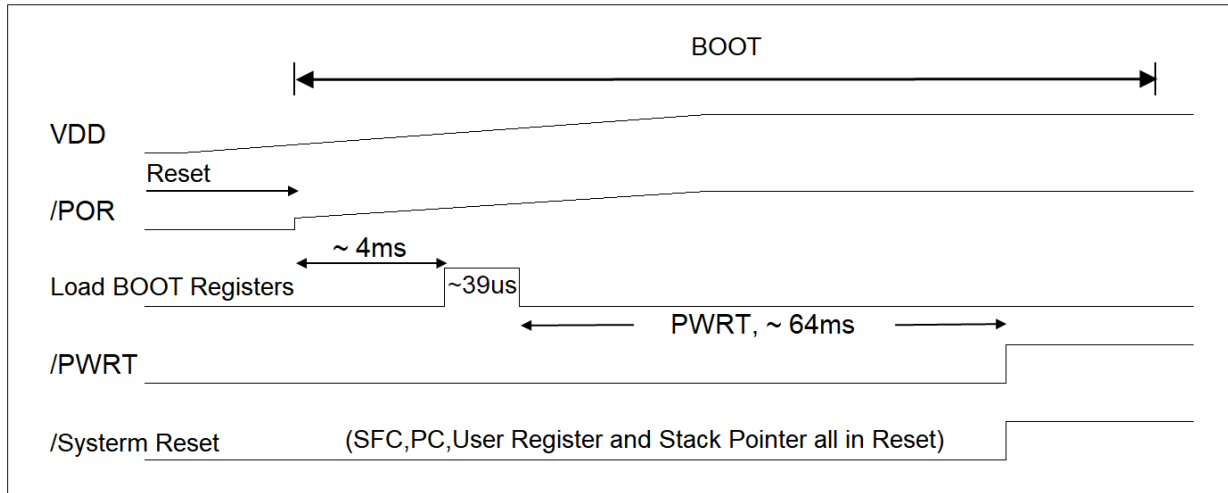 BOOT
VDD
Reset
/POR
~ 4ms
Load BOOT Registers
~39us
PWRT, ~ 64ms
/PWRT
/Systerm Reset
(SFC,PC,User Register and Stack Pointer all in Reset)